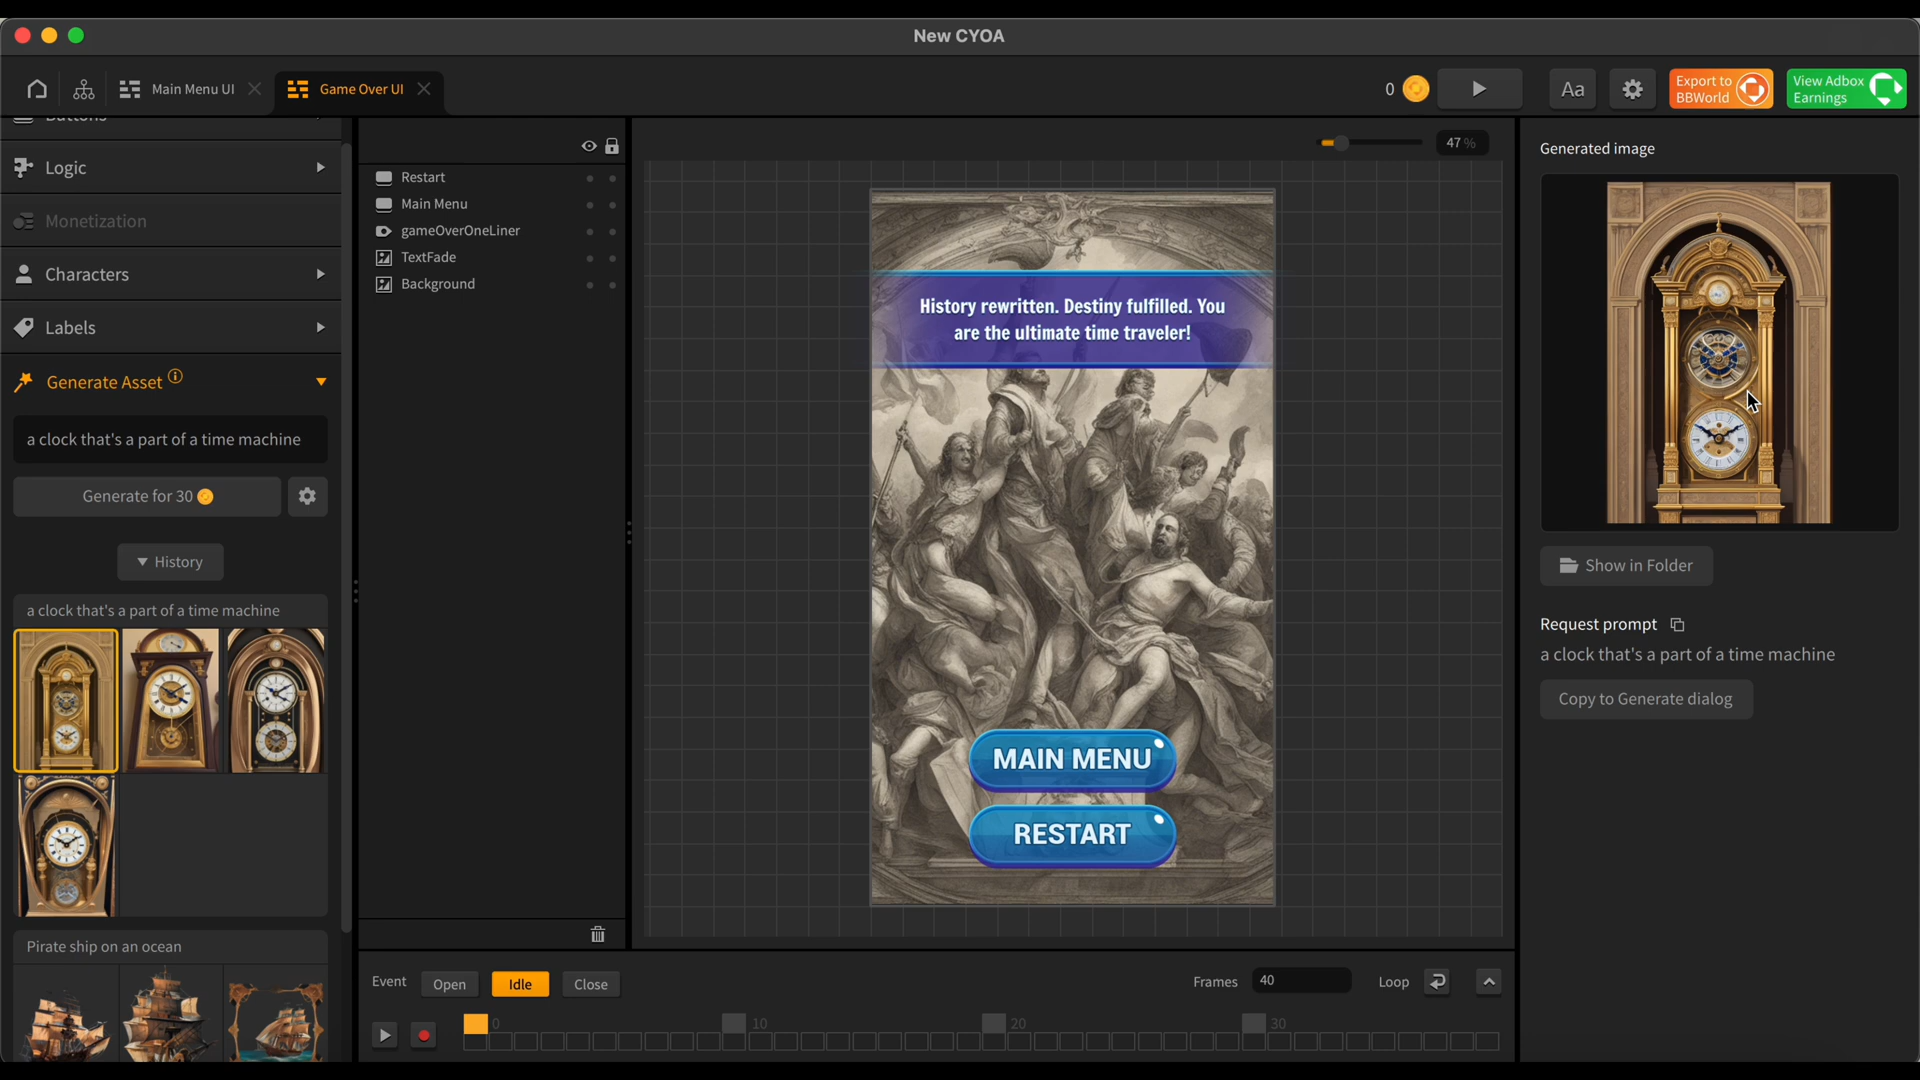 New CYOA
Main Menu UI
Game Over UI
0
Aa
Export to
BBWorld
View Adbox
Earnings
Buttons
Logic
Monetization
Characters
Labels
Generate Asset
a clock that's a part of a time machine
Generate for 30
History
a clock that's a part of a time machine
Pirate ship on an ocean
Restart
Main Menu
gameOverOneLiner
TextFade
Background
47 %
History rewritten. Destiny fulfilled. You
are the ultimate time traveler!
MAIN MENU
RESTART
Event
Open
Idle
Close
Frames
40
Loop
0
10
20
30
Generated image
Show in Folder
Request prompt
a clock that's a part of a time machine
Copy to Generate dialog